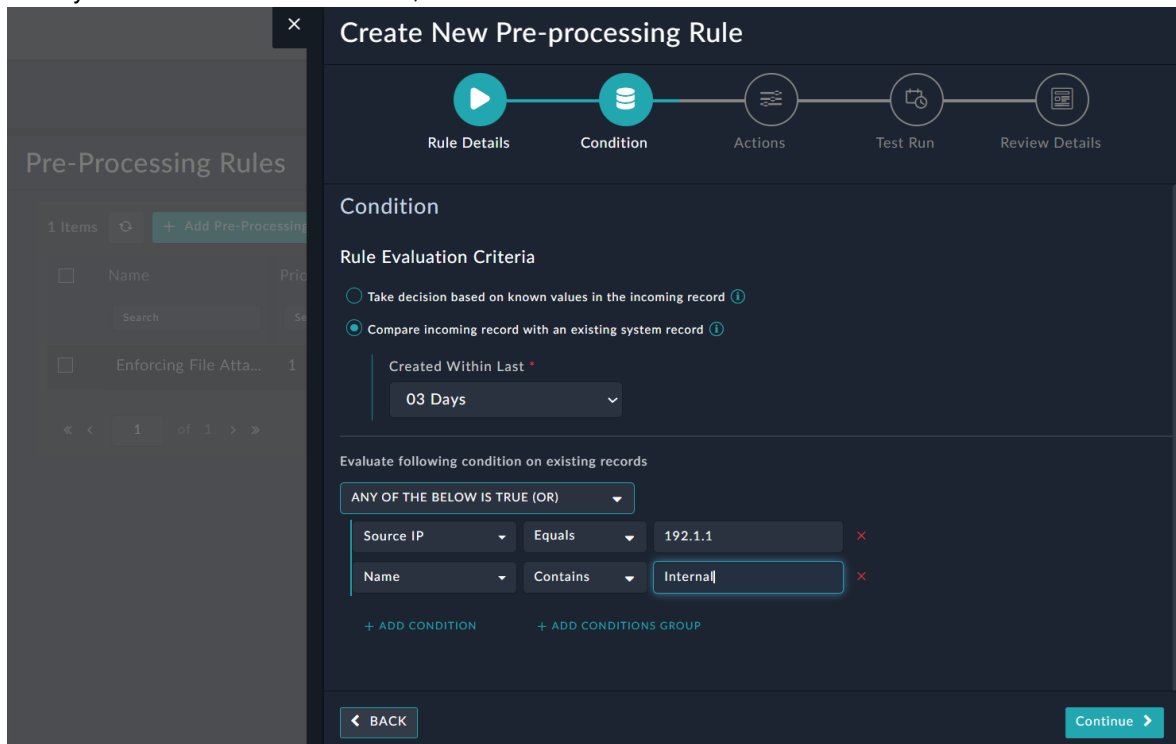 Create New Pre-processing Rule
Rule Details Condition Actions Test Run Review Details
Pre-Processing Rules
1 Items + Add Pre-Processing
Name
Search
Enforcing File Atta... 1
« < 1 of 1 > »
Condition
Rule Evaluation Criteria
Take decision based on known values in the incoming record
Compare incoming record with an existing system record
Created Within Last *
03 Days
Evaluate following condition on existing records
ANY OF THE BELOW IS TRUE (OR)
Source IP Equals 192.1.1
Name Contains Internal
+ ADD CONDITION + ADD CONDITIONS GROUP
BACK Continue